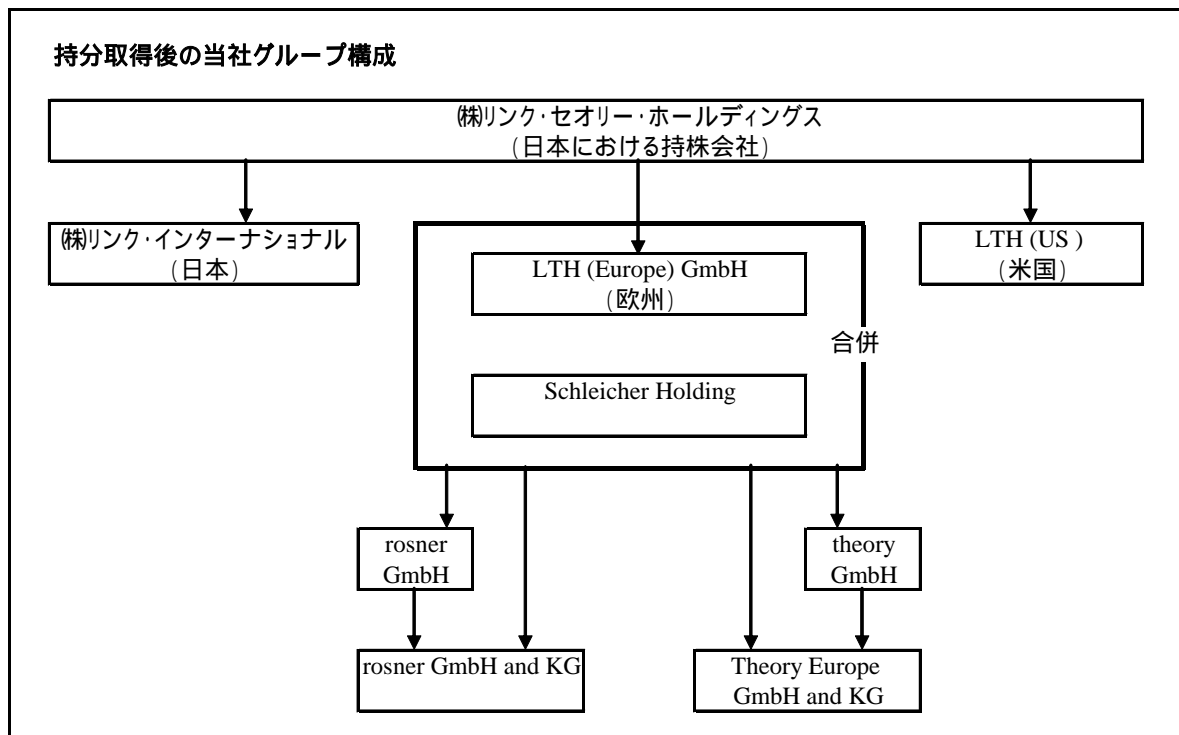 持分取得後の当社グループ構成
㈱リンク・セオリー・ホールディングス
(日本における持株会社)
㈱リンク・インターナショナル
(日本)
LTH (Europe) GmbH
(欧州)
LTH (US )
(米国)
合併
Schleicher Holding
rosner
GmbH
theory
GmbH
rosner GmbH and KG
Theory Europe
GmbH and KG